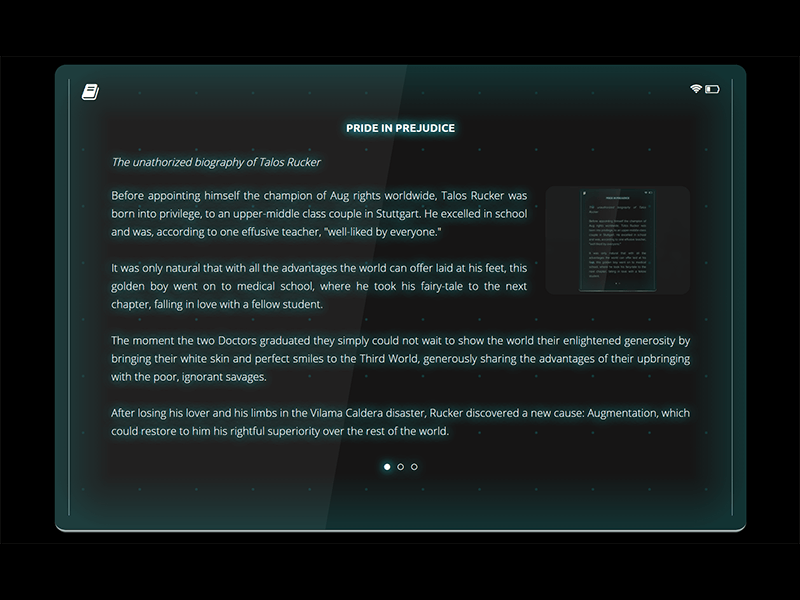 PRIDE IN PREJUDICE
The unathorized biography of Talos Rucker
Before appointing himself the champion of Aug rights worldwide, Talos Rucker was
born into privilege, to an upper-middle class couple in Stuttgart. He excelled in school
and was, according to one effusive teacher, "well-liked by everyone."
It was only natural that with all the advantages the world can offer laid at his feet, this
golden boy went on to medical school, where he took his fairy-tale to the next
chapter, falling in love with a fellow student.
The moment the two Doctors graduated they simply could not wait to show the world their enlightened generosity by
bringing their white skin and perfect smiles to the Third World, generously sharing the advantages of their upbringing
with the poor, ignorant savages.
After losing his lover and his limbs in the Vilama Caldera disaster, Rucker discovered a new cause: Augmentation, which
could restore to him his rightful superiority over the rest of the world.